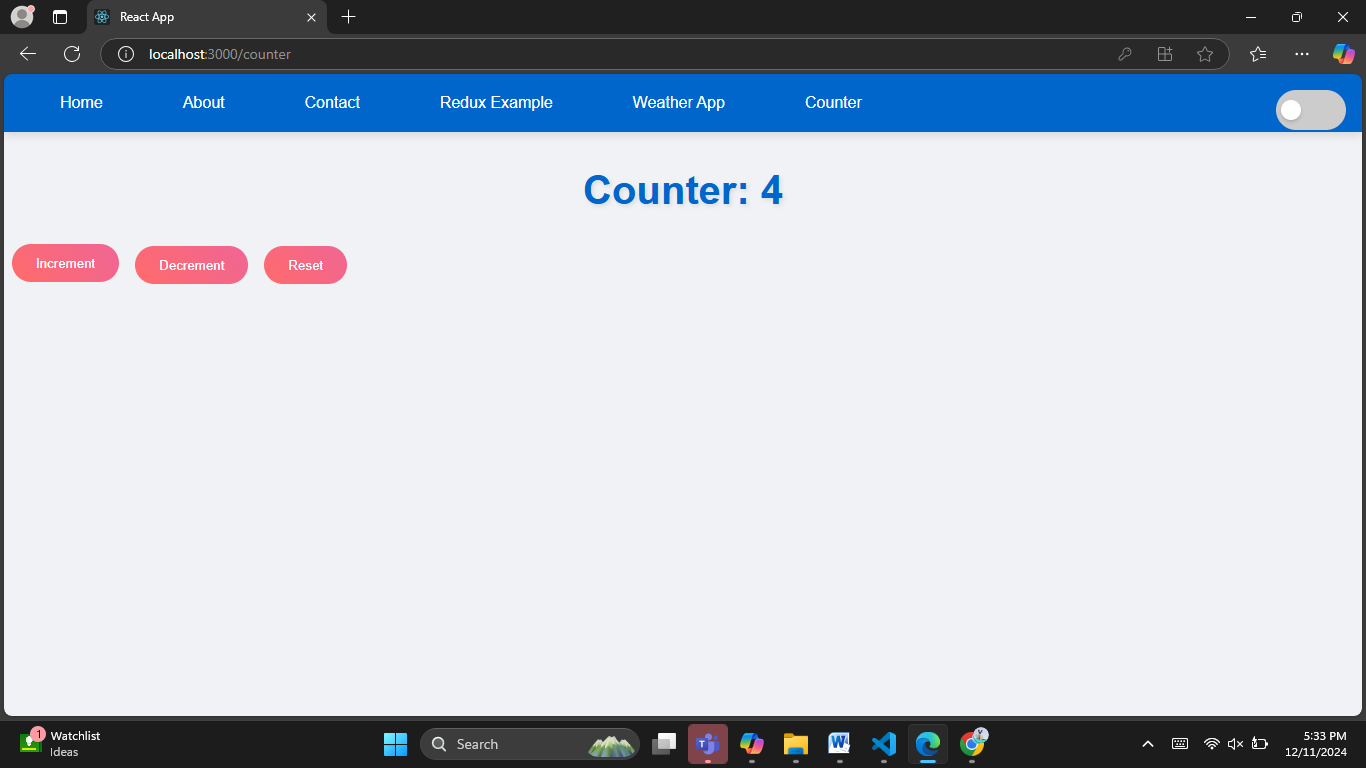 React App
localhost:3000/counter
Home About Contact Redux Example Weather App Counter
Counter: 4
Increment Decrement Reset
1 Watchlist
Ideas
Search
5:33 PM
12/11/2024